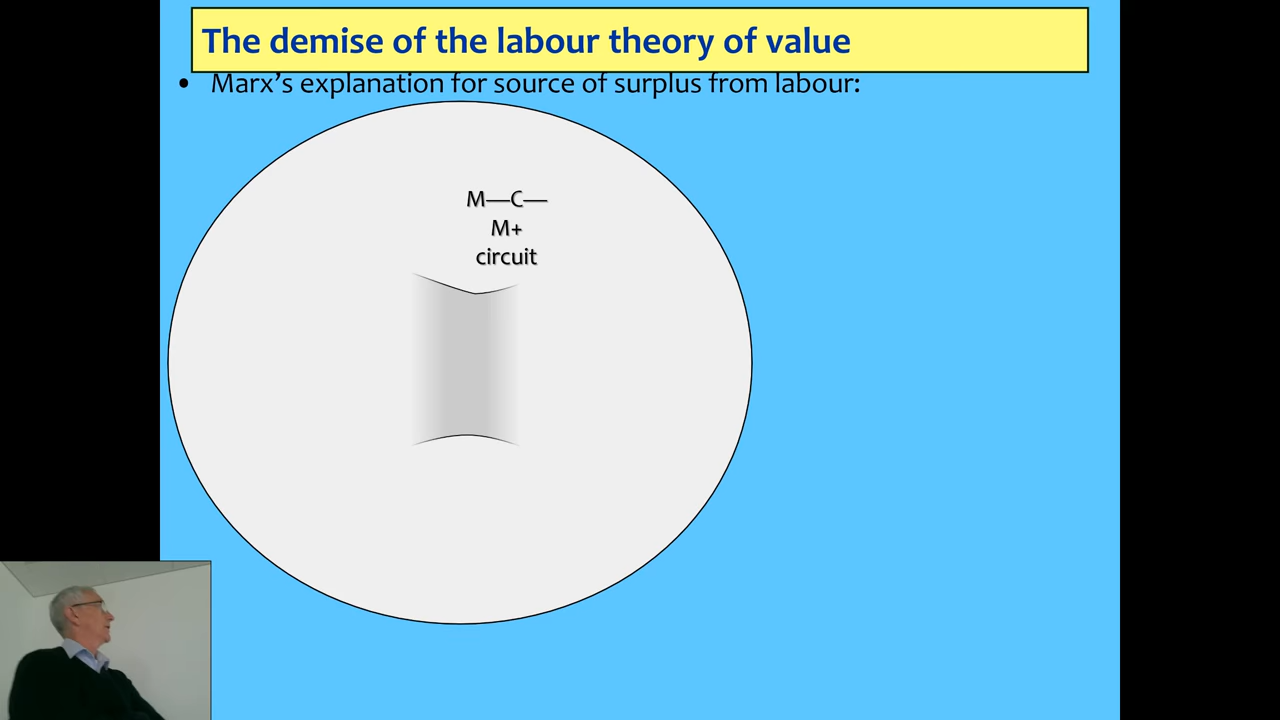 The demise of the labour theory of value
• Marx’s explanation for source of surplus from labour:
M—C—
M+
circuit